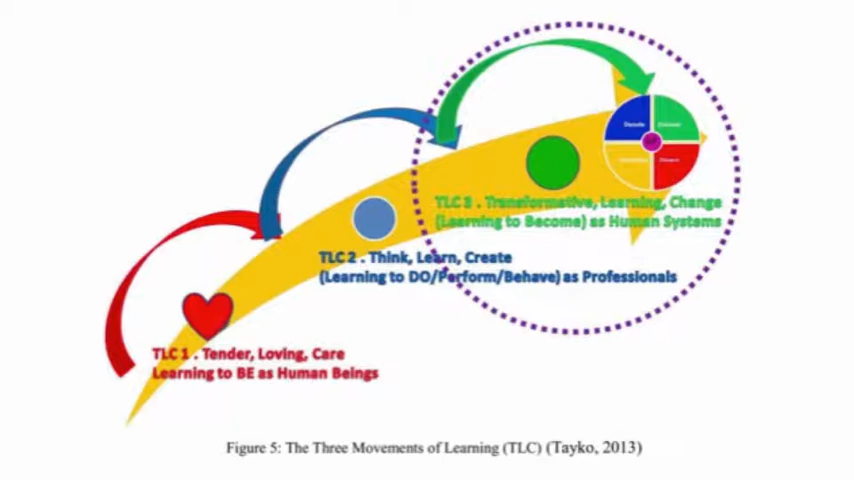 TLC 3 . Transformative, Learning, Change
(Learning to Become) as Human Systems
TLC 2 . Think, Learn, Create
(Learning to DO/Perform/Behave) as Professionals
TLC 1 . Tender, Loving, Care
Learning to BE as Human Beings
Figure 5: The Three Movements of Learning (TLC) (Tayko, 2013)